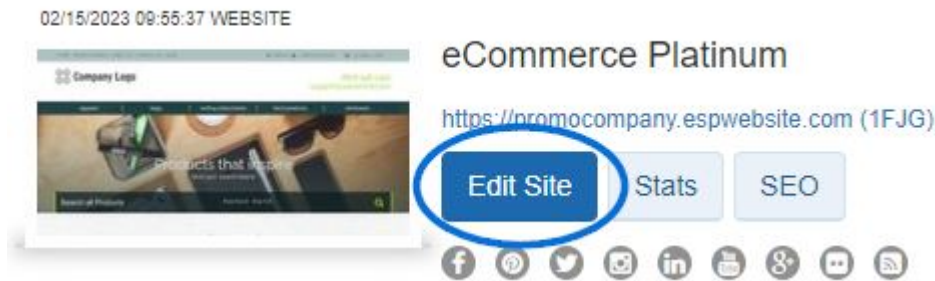 02/15/2023 09:55:37 WEBSITE
eCommerce Platinum
https://promocompany.espwebsite.com (1FJG)
Company Logo
Products that inspire
Search all Products
Edit Site
Stats
SEO